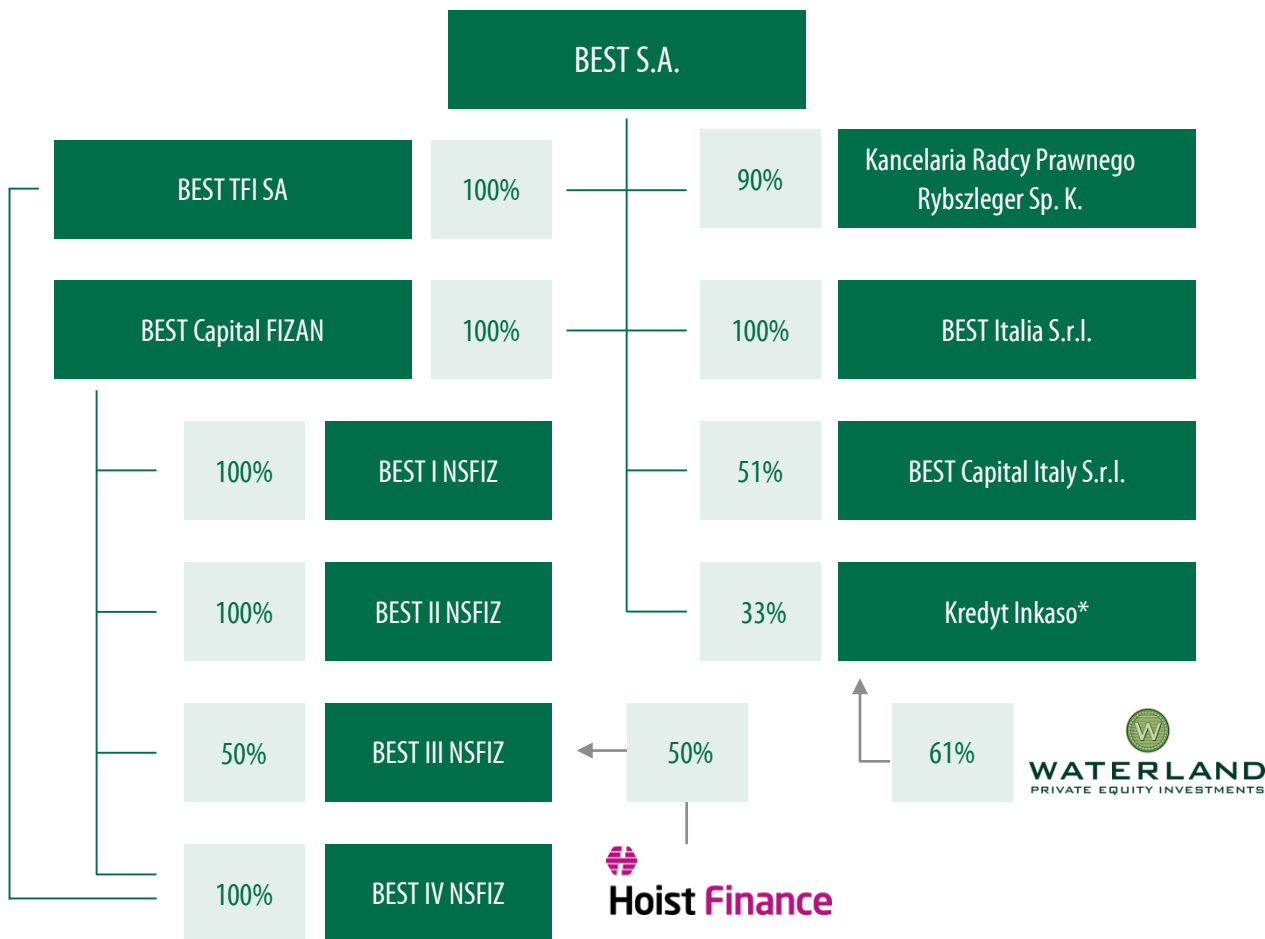 BEST S.A.
BEST TFI SA
100%
90%
Kancelaria Radcy Prawnego
Rybszleger Sp. K.
BEST Capital FIZAN
100%
100%
BEST Italia S.r.l.
100%
BEST I NSFIZ
51%
BEST Capital Italy S.r.l.
100%
BEST II NSFIZ
33%
Kredyt Inkaso*
50%
BEST III NSFIZ
50%
61%
W
WATERLAND
PRIVATE EQUITY INVESTMENTS
100%
BEST IV NSFIZ
Hoist Finance